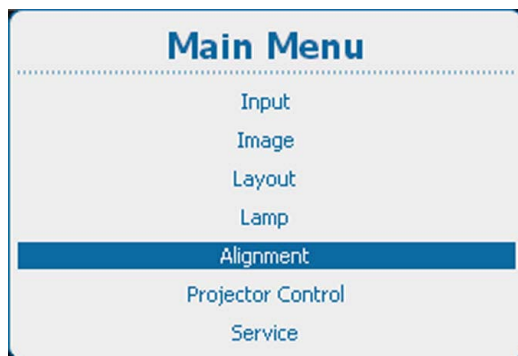 Main Menu
Input
Image
Layout
Lamp
Alignment
Projector Control
Service